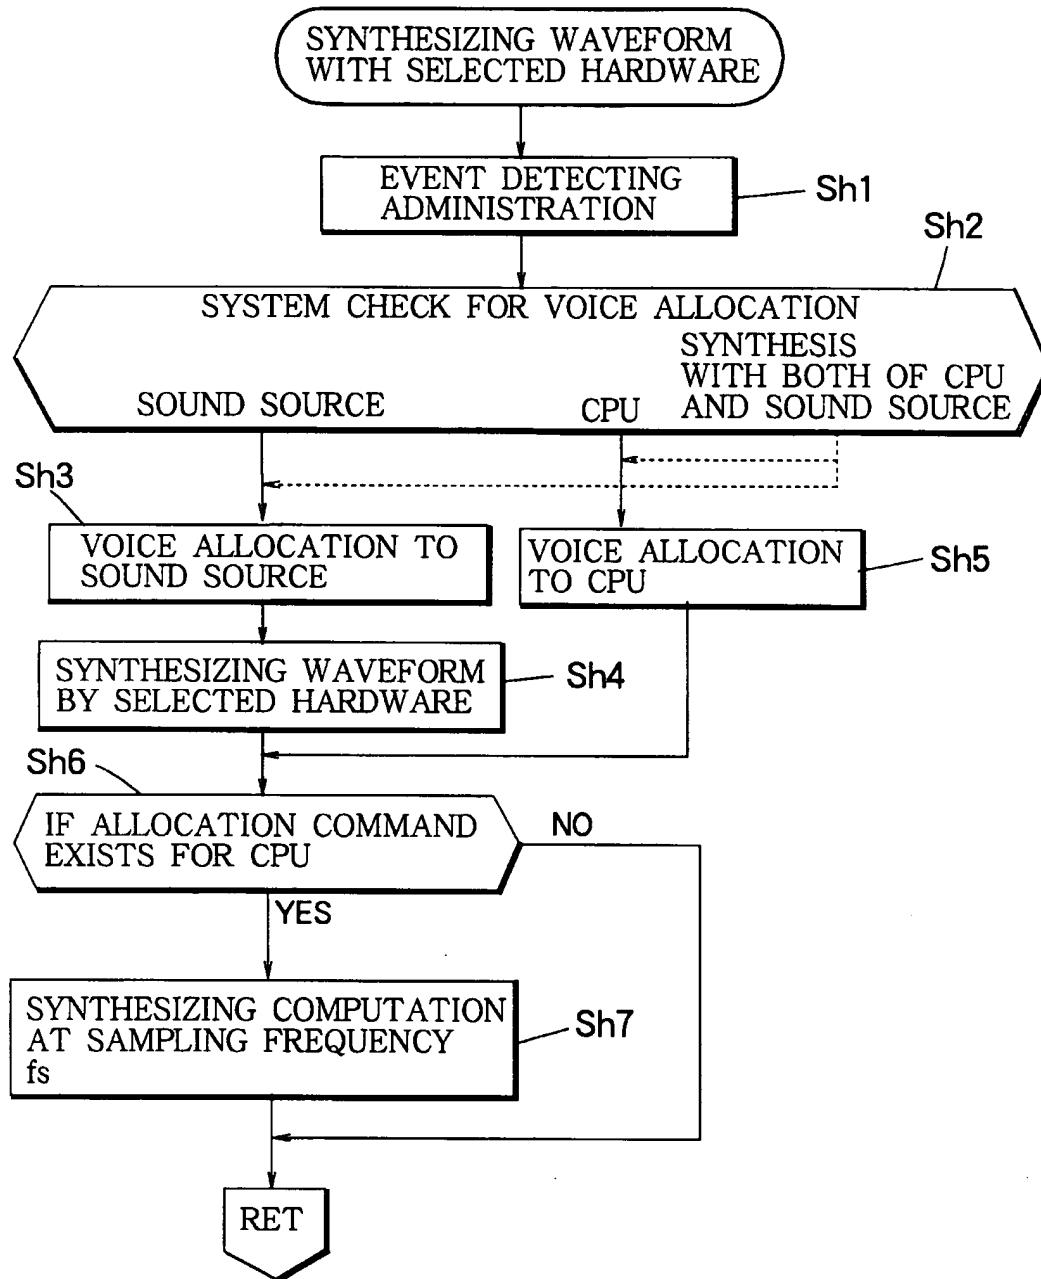 SYNTHESIZING WAVEFORM
WITH SELECTED HARDWARE
EVENT DETECTING
ADMINISTRATION
Sh1
Sh2
SYSTEM CHECK FOR VOICE ALLOCATION
SOUND SOURCE
CPU
SYNTHESIS
WITH BOTH OF CPU
AND SOUND SOURCE
Sh3
VOICE ALLOCATION TO
SOUND SOURCE
VOICE ALLOCATION
TO CPU
Sh5
SYNTHESIZING WAVEFORM
BY SELECTED HARDWARE
Sh4
Sh6
IF ALLOCATION COMMAND
EXISTS FOR CPU
NO
YES
SYNTHESIZING COMPUTATION
AT SAMPLING FREQUENCY
fs
Sh7
RET